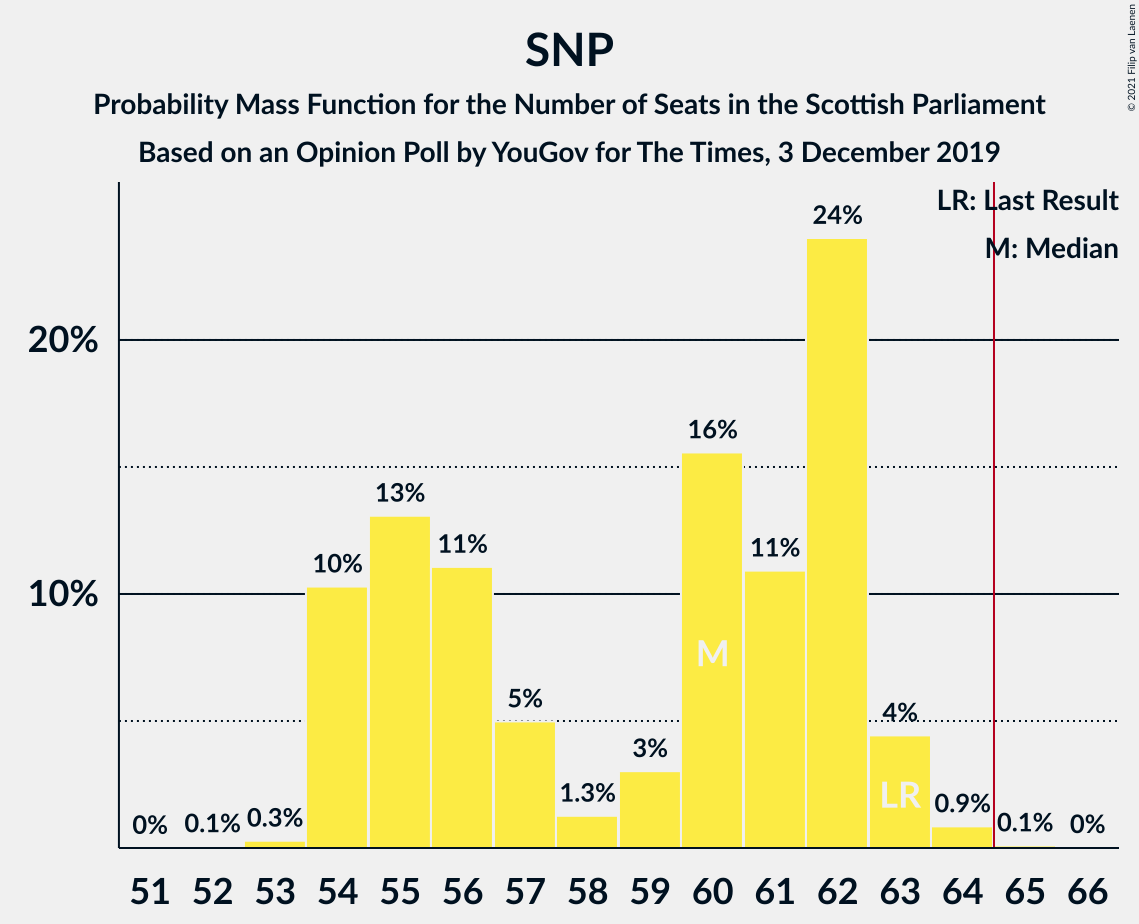 SNP
Probability Mass Function for the Number of Seats in the Scottish Parliament
Based on an Opinion Poll by YouGov for The Times, 3 December 2019
© 2021 Filip van Laenen
LR: Last Result
M: Median
20%
10%
0% 0.1% 0.3% 10% 13% 11% 5% 1.3% 3% 16% 11% 24% 4% 0.9% 0.1% 0%
M
LR
51 52 53 54 55 56 57 58 59 60 61 62 63 64 65 66